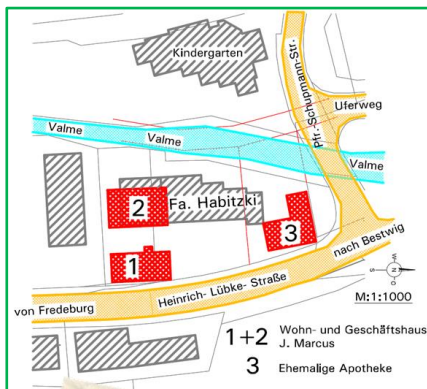 Kindergarten
Pfr.-Schupmann-Str.
Uferweg
Valme
Valme
Valme
2
Fa. Habitzki
3
1
nach Bestwig
Heinrich- Lübke- Straße
von Fredeburg
W
N
S
O
M:1:1000
1+2 Wohn- und Geschäftshaus
J. Marcus
3 Ehemalige Apotheke